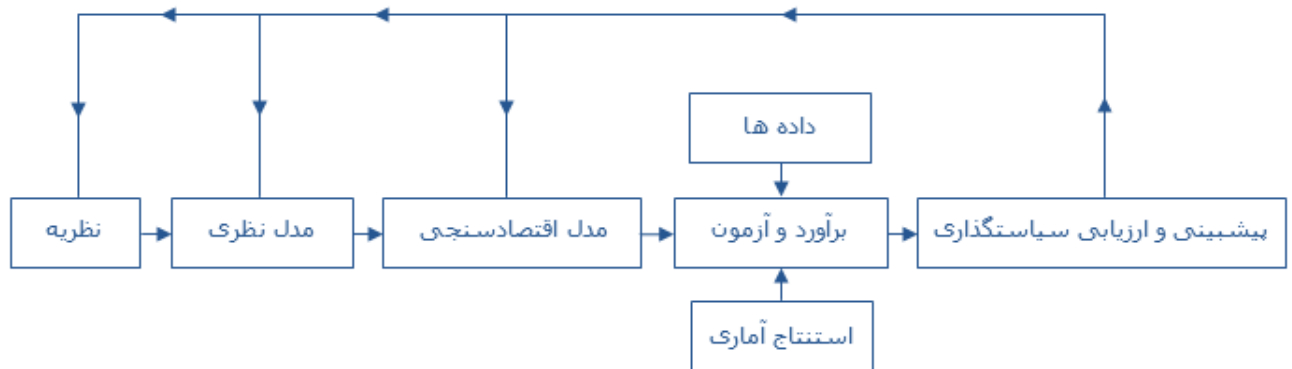 داده ها
نظریه
مدل نظری
مدل اقتصادسنجی
برآورد و آزمون
پیشبینی و ارزیابی سیاستگذاری
استنتاج آماری